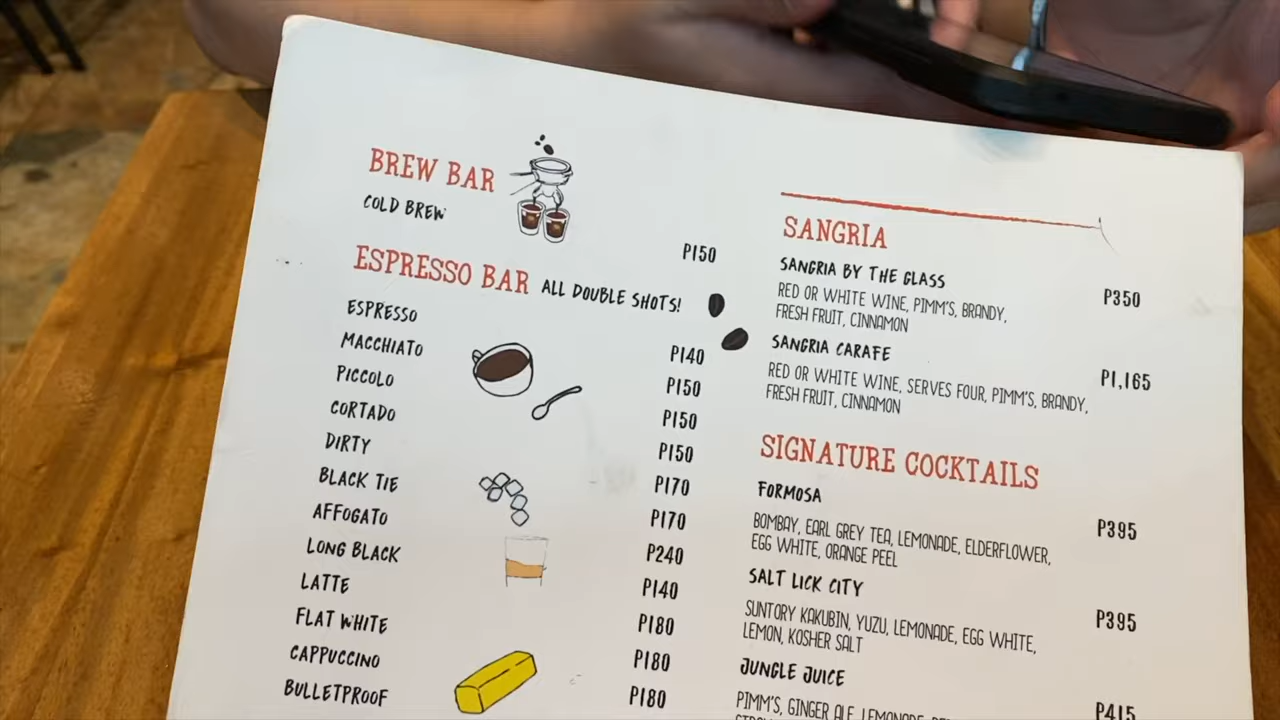 BREW BAR
COLD BREW
P150
ESPRESSO BAR ALL DOUBLE SHOTS!
ESPRESSO
P140
MACCHIATO
P150
PICCOLO
P150
CORTADO
P150
DIRTY
P170
BLACK TIE
P170
AFFOGATO
P240
LONG BLACK
P140
LATTE
P180
FLAT WHITE
P180
CAPPUCCINO
P180
BULLETPROOF
SANGRIA
SANGRIA BY THE GLASS
P350
RED OR WHITE WINE, PIMM'S, BRANDY,
FRESH FRUIT, CINNAMON
SANGRIA CARAFE
P1,165
RED OR WHITE WINE, SERVES FOUR, PIMM'S, BRANDY,
FRESH FRUIT, CINNAMON
SIGNATURE COCKTAILS
FORMOSA
P395
BOMBAY, EARL GREY TEA, LEMONADE, ELDERFLOWER,
EGG WHITE, ORANGE PEEL
SALT LICK CITY
P395
SUNTORY KAKUBIN, YUZU, LEMONADE, EGG WHITE,
LEMON, KOSHER SALT
JUNGLE JUICE
P415
PIMM'S, GINGER ALE, LEMONADE,